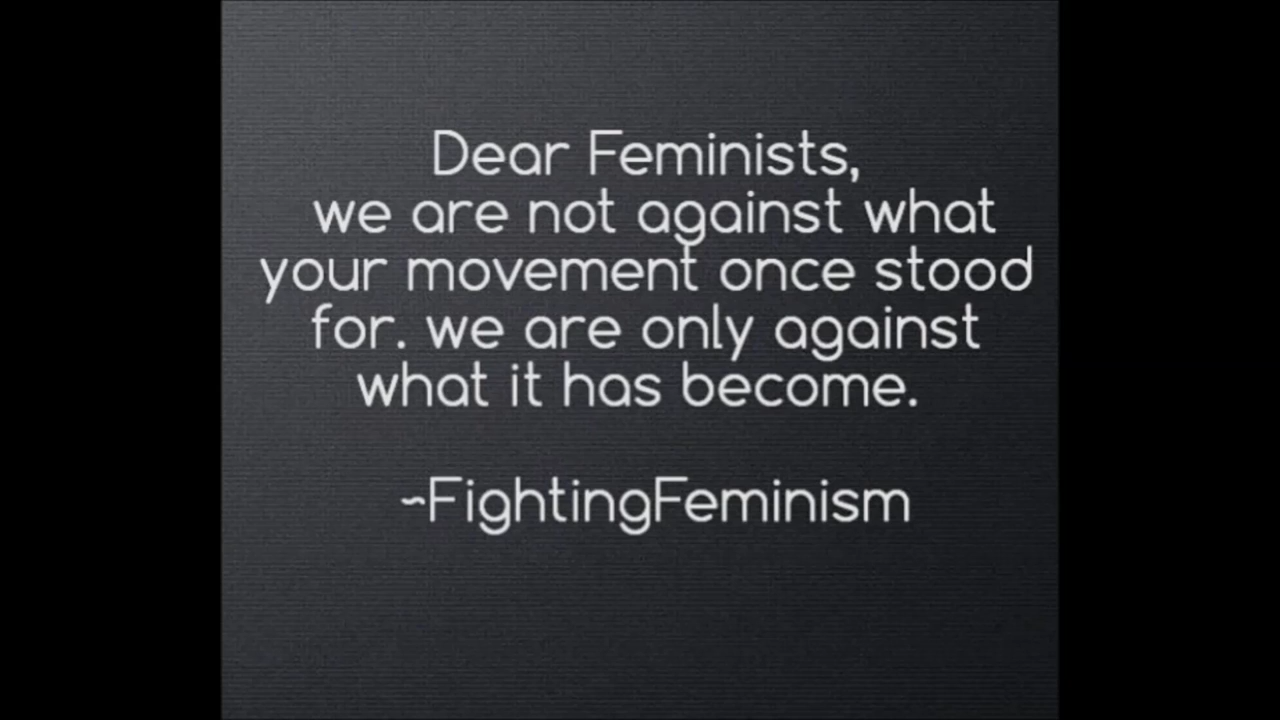 Dear Feminists,
we are not against what
your movement once stood
for. we are only against
what it has become.
~FightingFeminism